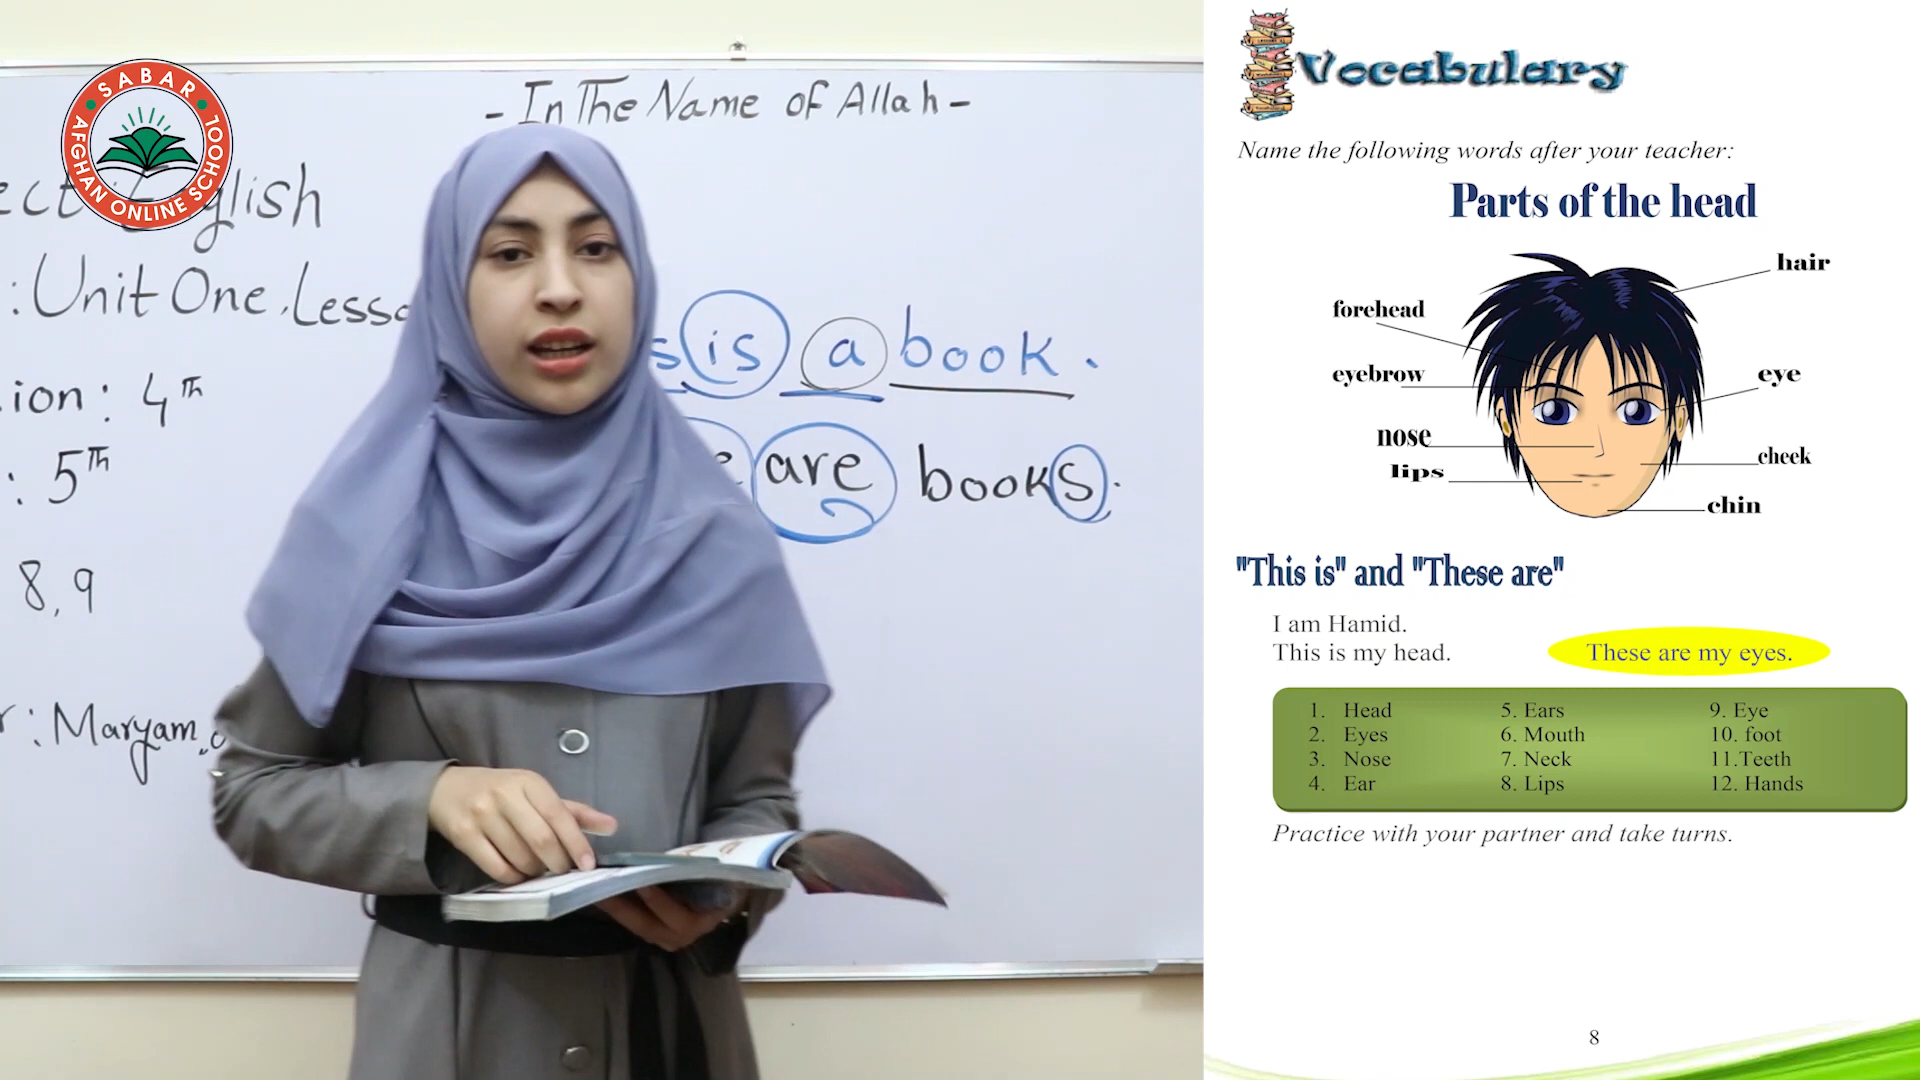 SABAR
AFGHAN ONLINE SCHOOL
- In The Name of Allah -
English
: Unit One, Lesso
: 4th
: 5th
8, 9
: Maryam
is a book.
are books.
Vocabulary
Name the following words after your teacher:
Parts of the head
hair
forehead
eyebrow
eye
nose
lips
cheek
chin
"This is" and "These are"
I am Hamid.
This is my head.
These are my eyes.
1. Head
2. Eyes
3. Nose
4. Ear
5. Ears
6. Mouth
7. Neck
8. Lips
9. Eye
10. foot
11.Teeth
12. Hands
Practice with your partner and take turns.
8